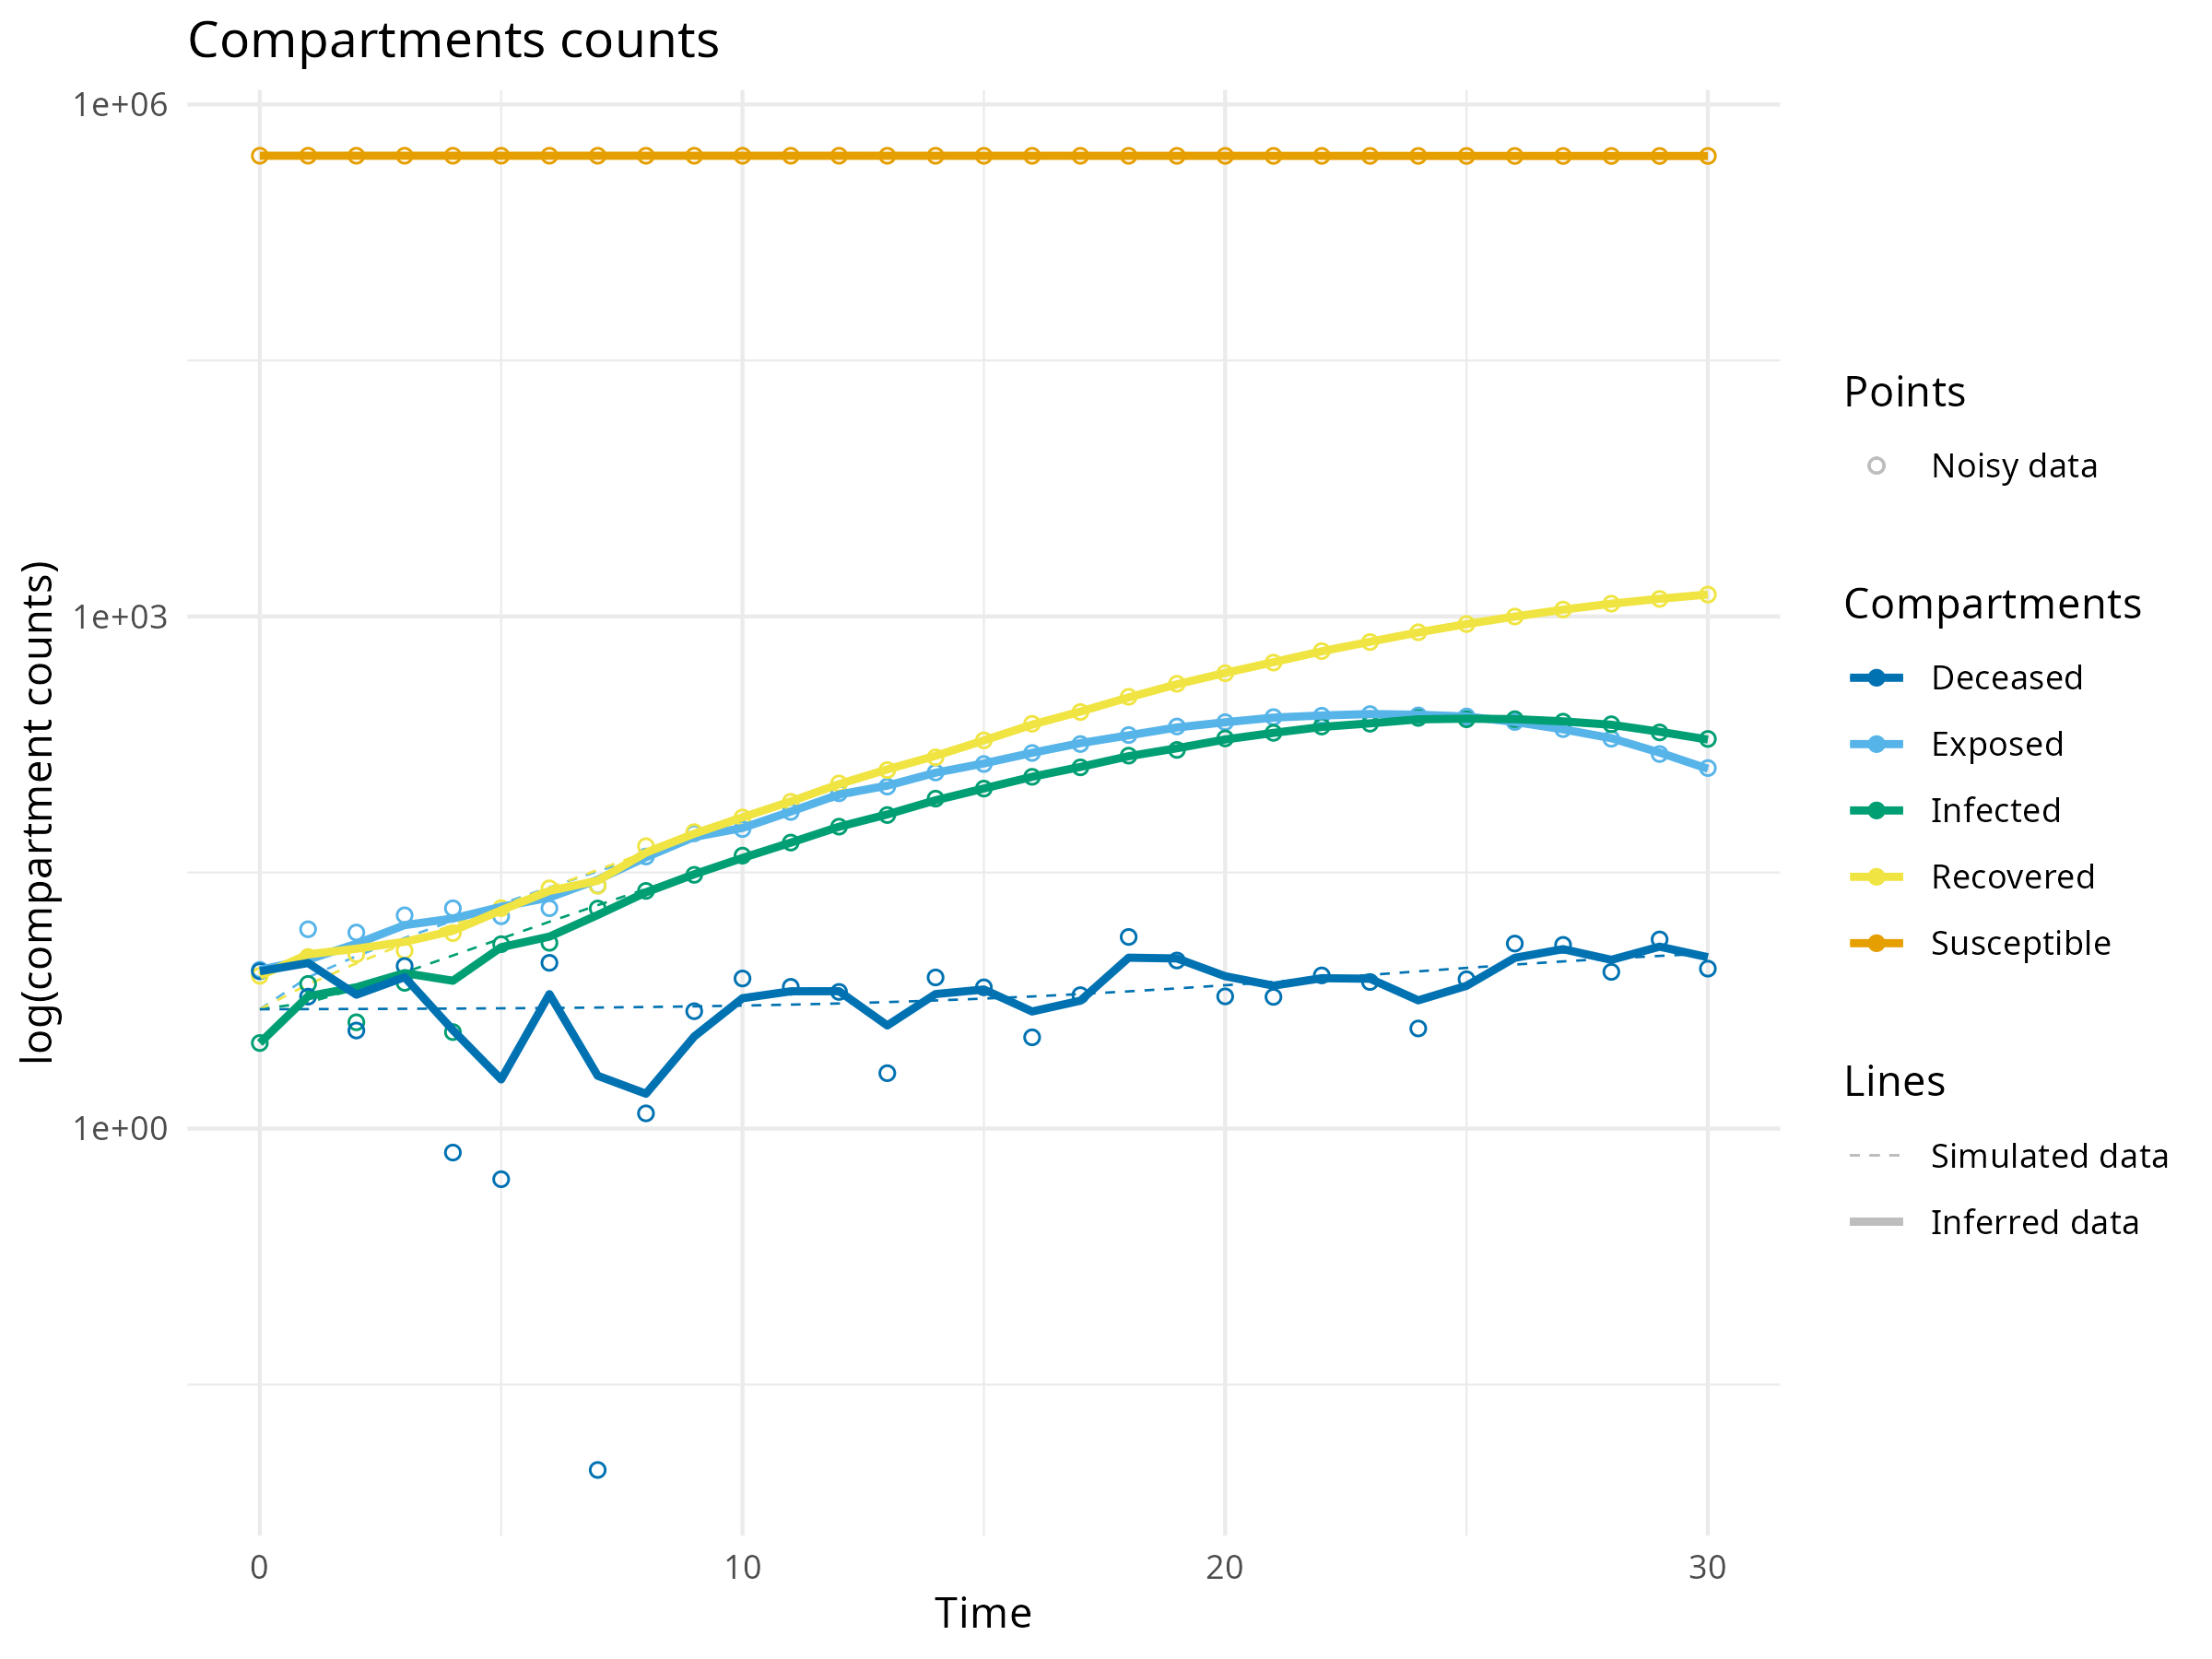 Compartments counts
1e+06
1e+03
1e+00
log(compartment counts)
0
10
20
30
Time
Points
Noisy data
Compartments
Deceased
Exposed
Infected
Recovered
Susceptible
Lines
Simulated data
Inferred data